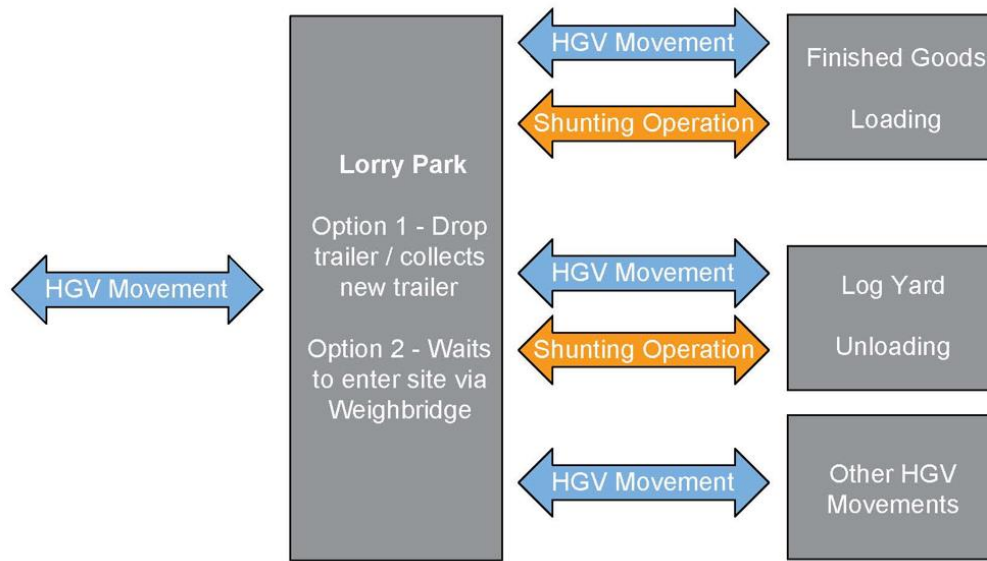 HGV Movement
Lorry Park
Option 1 - Drop
trailer / collects
new trailer
Option 2 - Waits
to enter site via
Weighbridge
HGV Movement
Shunting Operation
Finished Goods
Loading
HGV Movement
Shunting Operation
Log Yard
Unloading
HGV Movement
Other HGV
Movements